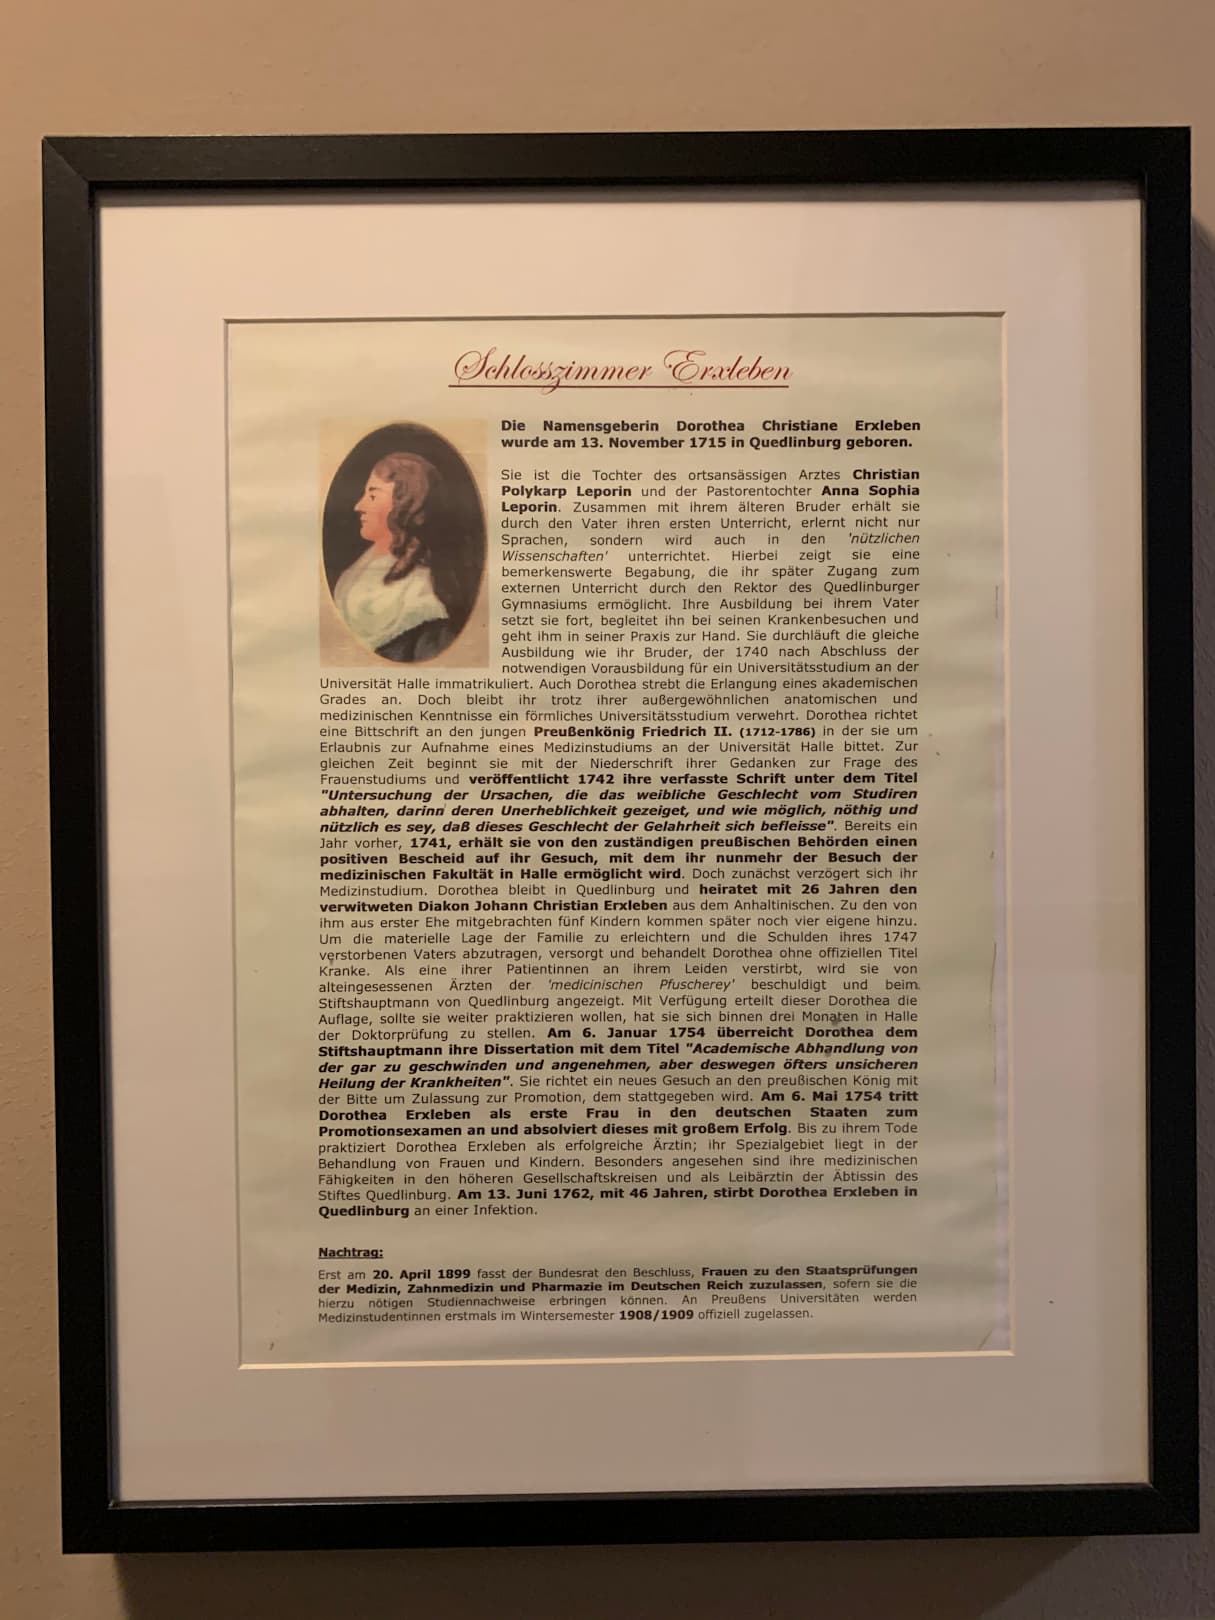 Schlosszimmer Erxleben
Die Namensgeberin Dorothea Christiane Erxleben
wurde am 13. November 1715 in Quedlinburg geboren.
Sie ist die Tochter des ortsansässigen Arztes Christian
Polykarp Leporin und der Pastorentochter Anna Sophia
Leporin. Zusammen mit ihrem älteren Bruder erhält sie
durch den Vater ihren ersten Unterricht, erlernt nicht nur
Sprachen, sondern wird auch in den 'nützlichen
Wissenschaften' unterrichtet. Hierbei zeigt sie eine
bemerkenswerte Begabung, die ihr später Zugang zum
externen Unterricht durch den Rektor des Quedlinburger
Gymnasiums ermöglicht. Ihre Ausbildung bei ihrem Vater
setzt sie fort, begleitet ihn bei seinen Krankenbesuchen und
geht ihm in seiner Praxis zur Hand. Sie durchläuft die gleiche
Ausbildung wie ihr Bruder, der 1740 nach Abschluss der
notwendigen Vorausbildung für ein Universitätsstudium an der
Universität Halle immatrikuliert. Auch Dorothea strebt die Erlangung eines akademischen
Grades an. Doch bleibt ihr trotz ihrer außergewöhnlichen anatomischen und
medizinischen Kenntnisse ein förmliches Universitätsstudium verwehrt. Dorothea richtet
eine Bittschrift an den jungen Preußenkönig Friedrich II. (1712-1786) in der sie um
Erlaubnis zur Aufnahme eines Medizinstudiums an der Universität Halle bittet. Zur
gleichen Zeit beginnt sie mit der Niederschrift ihrer Gedanken zur Frage des
Frauenstudiums und veröffentlicht 1742 ihre verfasste Schrift unter dem Titel
"Untersuchung der Ursachen, die das weibliche Geschlecht vom Studiren
abhalten, darinn deren Unerheblichkeit gezeiget, und wie möglich, nöthig und
nützlich es sey, daß dieses Geschlecht der Gelahrheit sich befleisse". Bereits ein
Jahr vorher, 1741, erhält sie von den zuständigen preußischen Behörden einen
positiven Bescheid auf ihr Gesuch, mit dem ihr nunmehr der Besuch der
medizinischen Fakultät in Halle ermöglicht wird. Doch zunächst verzögert sich ihr
Medizinstudium. Dorothea bleibt in Quedlinburg und heiratet mit 26 Jahren den
verwitweten Diakon Johann Christian Erxleben aus dem Anhaltinischen. Zu den von
ihm aus erster Ehe mitgebrachten fünf Kindern kommen später noch vier eigene hinzu.
Um die materielle Lage der Familie zu erleichtern und die Schulden ihres 1747
verstorbenen Vaters abzutragen, versorgt und behandelt Dorothea ohne offiziellen Titel
Kranke. Als eine ihrer Patientinnen an ihrem Leiden verstirbt, wird sie von
alteingesessenen Ärzten der 'medicinischen Pfuscherey' beschuldigt und beim
Stiftshauptmann von Quedlinburg angezeigt. Mit Verfügung erteilt dieser Dorothea die
Auflage, sollte sie weiter praktizieren wollen, hat sie sich binnen drei Monaten in Halle
der Doktorprüfung zu stellen. Am 6. Januar 1754 überreicht Dorothea dem
Stiftshauptmann ihre Dissertation mit dem Titel "Academische Abhandlung von
der gar zu geschwinden und angenehmen, aber deswegen öfters unsicheren
Heilung der Krankheiten". Sie richtet ein neues Gesuch an den preußischen König mit
der Bitte um Zulassung zur Promotion, dem stattgegeben wird. Am 6. Mai 1754 tritt
Dorothea Erxleben als erste Frau in den deutschen Staaten zum
Promotionsexamen an und absolviert dieses mit großem Erfolg. Bis zu ihrem Tode
praktiziert Dorothea Erxleben als erfolgreiche Ärztin; ihr Spezialgebiet liegt in der
Behandlung von Frauen und Kindern. Besonders angesehen sind ihre medizinischen
Fähigkeiten in den höheren Gesellschaftskreisen und als Leibärztin der Äbtissin des
Stiftes Quedlinburg. Am 13. Juni 1762, mit 46 Jahren, stirbt Dorothea Erxleben in
Quedlinburg an einer Infektion.
Nachtrag:
Erst am 20. April 1899 fasst der Bundesrat den Beschluss, Frauen zu den Staatsprüfungen
der Medizin, Zahnmedizin und Pharmazie im Deutschen Reich zuzulassen, sofern sie die
hierzu nötigen Studiennachweise erbringen können. An Preußens Universitäten werden
Medizinstudentinnen erstmals im Wintersemester 1908/1909 offiziell zugelassen.